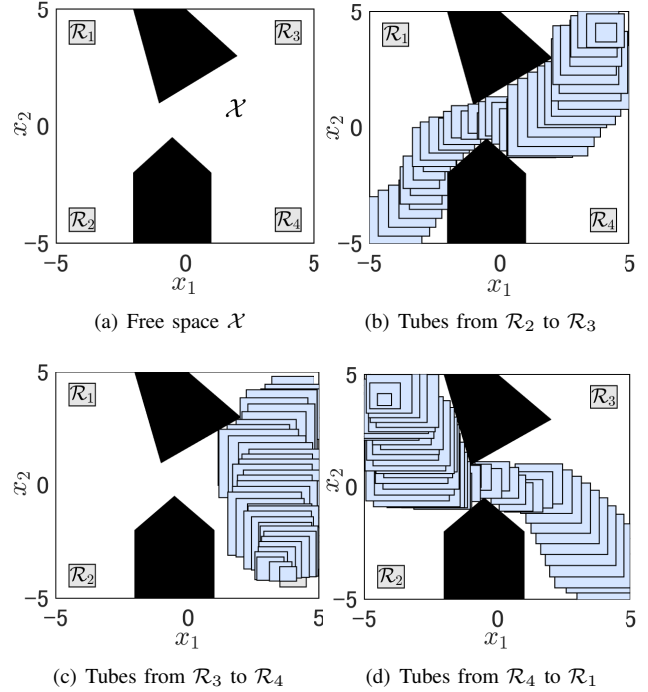 5
R₁
R₃
x₂
0
X
R₂
R₄
-5
-5 0 5
x₁
(a) Free space X
5
R₁
x₂
0
R₄
-5
-5 0 5
x₁
(b) Tubes from R₂ to R₃
5
R₁
x₂
0
R₂
-5
-5 0 5
x₁
(c) Tubes from R₃ to R₄
5
R₃
x₂
0
R₂
-5
-5 0 5
x₁
(d) Tubes from R₄ to R₁